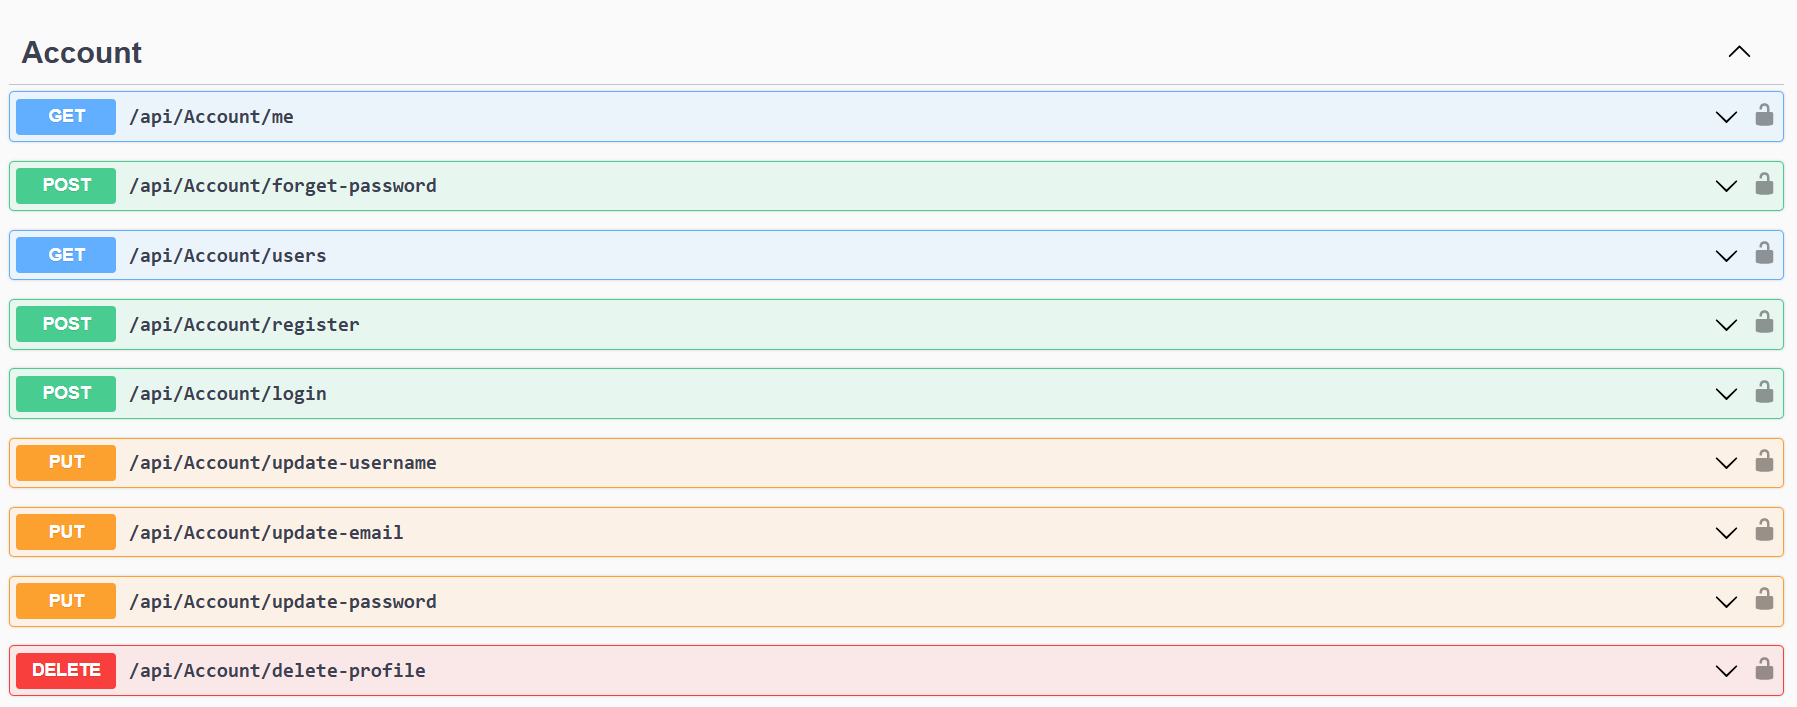 Account
GET /api/Account/me
POST /api/Account/forget-password
GET /api/Account/users
POST /api/Account/register
POST /api/Account/login
PUT /api/Account/update-username
PUT /api/Account/update-email
PUT /api/Account/update-password
DELETE /api/Account/delete-profile